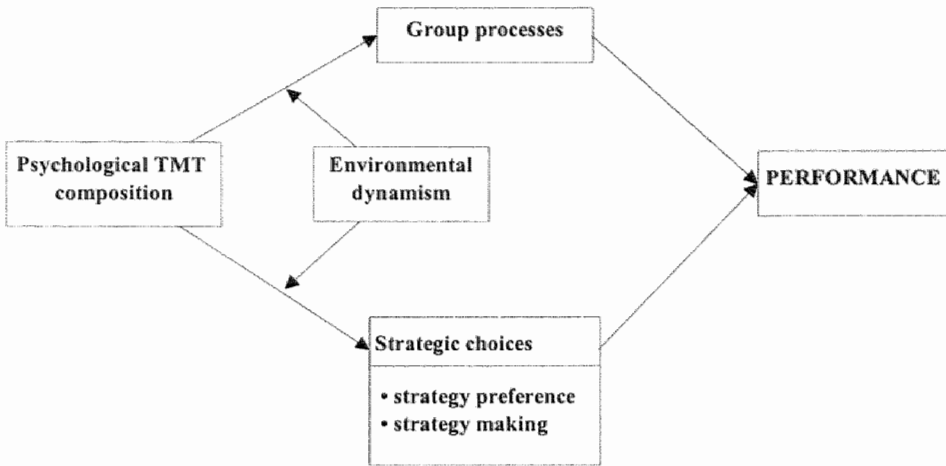 Group processes
Psychological TMT
composition
Environmental
dynamism
PERFORMANCE
Strategic choices
• strategy preference
• strategy making